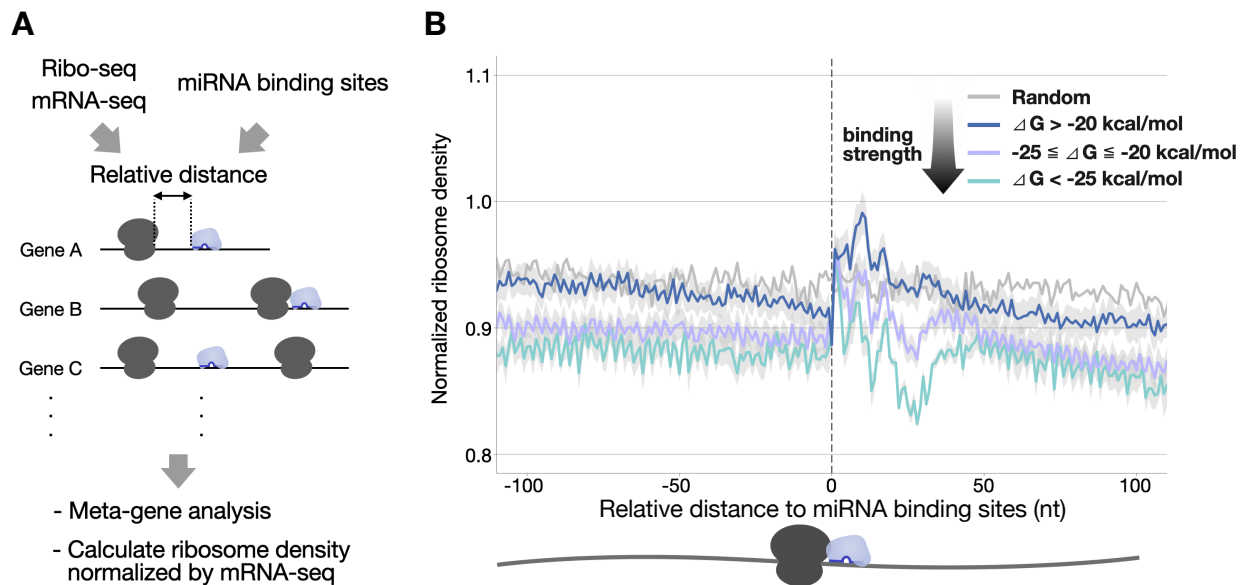 A
Ribo-seq
mRNA-seq
miRNA binding sites
Relative distance
Gene A
Gene B
Gene C
- Meta-gene analysis
- Calculate ribosome density
normalized by mRNA-seq
B
Normalized ribosome density
1.1
1.0
0.9
0.8
binding
strength
Random
⊿ G > -20 kcal/mol
-25 ≦ ⊿ G ≦ -20 kcal/mol
⊿ G < -25 kcal/mol
-100
-50
0
50
100
Relative distance to miRNA binding sites (nt)